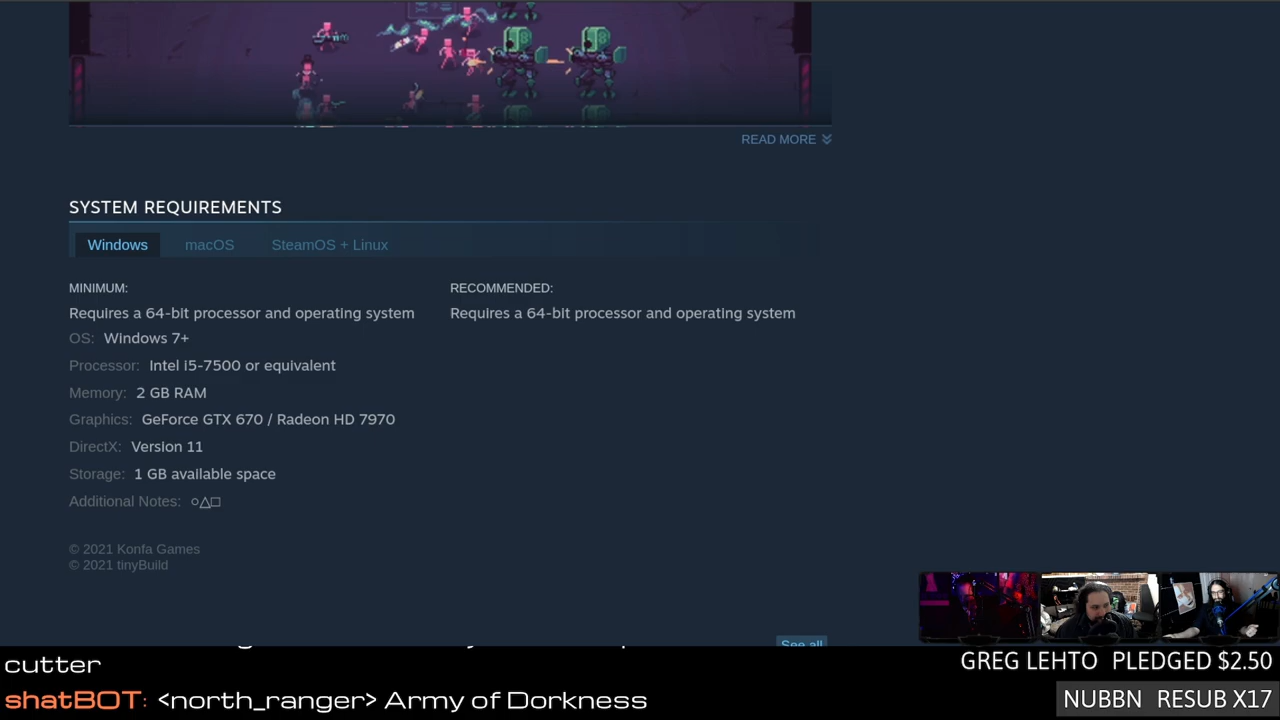 READ MORE
SYSTEM REQUIREMENTS
Windows macOS SteamOS + Linux
MINIMUM:
Requires a 64-bit processor and operating system
OS: Windows 7+
Processor: Intel i5-7500 or equivalent
Memory: 2 GB RAM
Graphics: GeForce GTX 670 / Radeon HD 7970
DirectX: Version 11
Storage: 1 GB available space
Additional Notes: ○△□
RECOMMENDED:
Requires a 64-bit processor and operating system
© 2021 Konfa Games
© 2021 tinyBuild
See all
cutter
shatBOT: <north_ranger> Army of Dorkness
GREG LEHTO PLEDGED $2.50
NUBBN RESUB X17